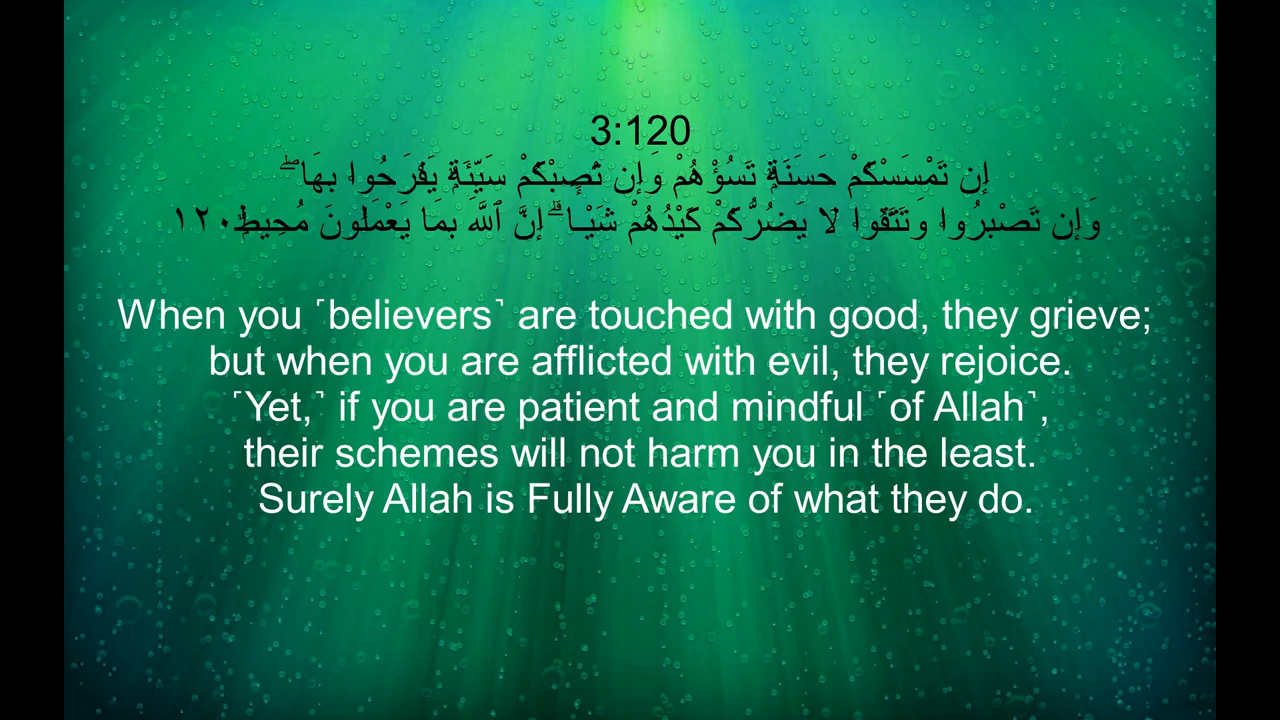 3:120
إِن تَمْسَسْكُمْ حَسَنَةٌۭ تَسُؤْهُمْ وَإِن تُصِبْكُمْ سَيِّئَةٌۭ يَفْرَحُوا۟ بِهَا ۖ
وَإِن تَصْبِرُوا۟ وَتَتَّقُوا۟ لَا يَضُرُّكُمْ كَيْدُهُمْ شَيْـًٔا ۗ إِنَّ ٱللَّهَ بِمَا يَعْمَلُونَ مُحِيطٌۭ ١٢٠
When you ˹believers˺ are touched with good, they grieve;
but when you are afflicted with evil, they rejoice.
˹Yet,˺ if you are patient and mindful ˹of Allah˺,
their schemes will not harm you in the least.
Surely Allah is Fully Aware of what they do.